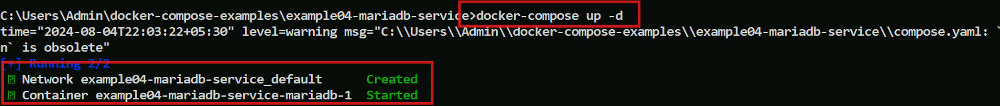 C:\Users\Admin\docker-compose-examples\example04-mariadb-service>docker-compose up -d
time="2024-08-04T22:03:22+05:30" level=warning msg="C:\\Users\\Admin\\docker-compose-examples\\example04-mariadb-service\\compose.yaml: `
n` is obsolete"
[+] Running 2/2
Network example04-mariadb-service_default Created
Container example04-mariadb-service-mariadb-1 Started